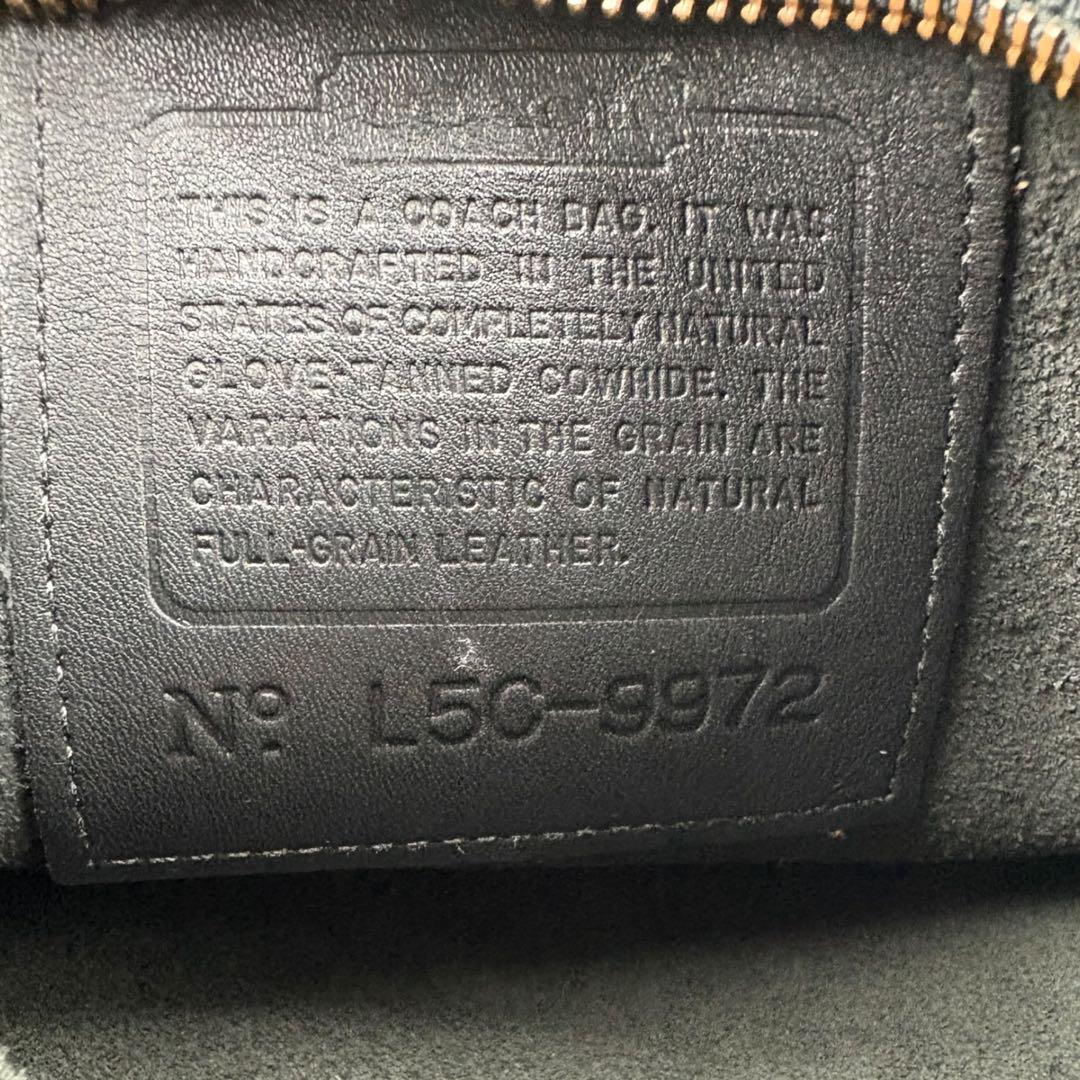 THIS IS A COACH BAG. IT WAS
HANDCRAFTED IN THE UNITED
STATES OF COMPLETELY NATURAL
GLOVE-TANNED COWHIDE. THE
VARIATIONS IN THE GRAIN ARE
CHARACTERISTIC OF NATURAL
FULL-GRAIN LEATHER.
Nº L5C-9972